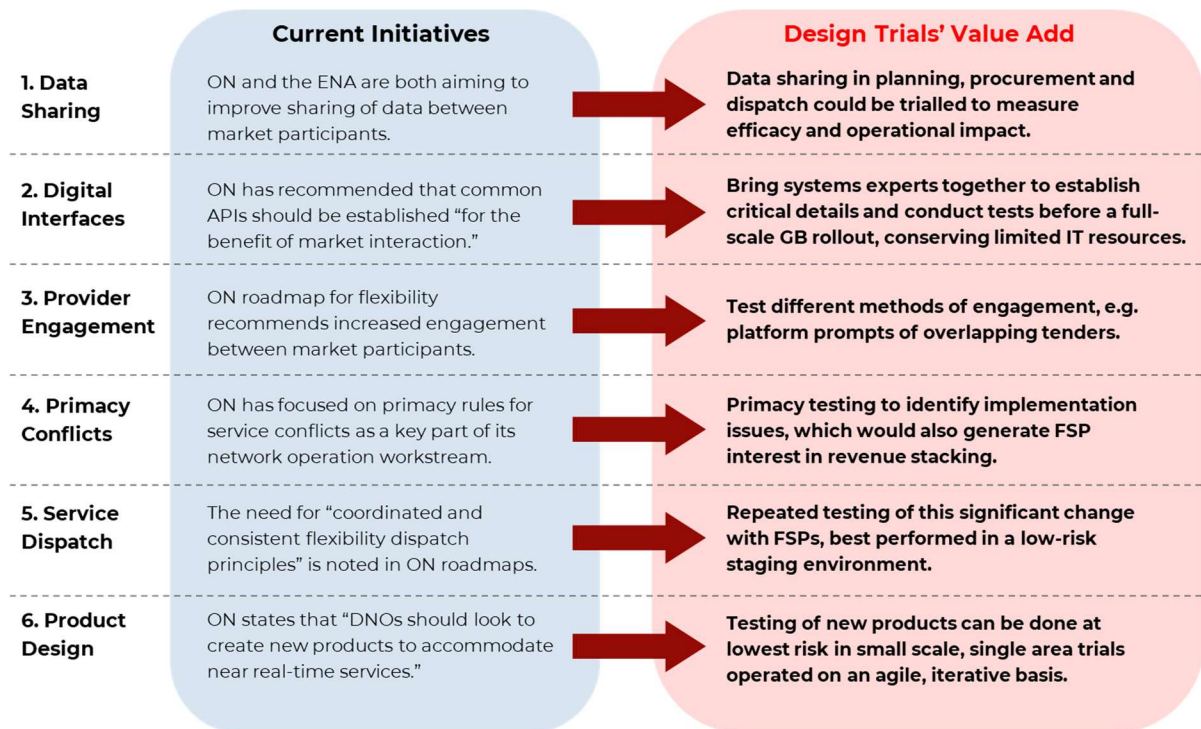 Current Initiatives
Design Trials’ Value Add
1. Data
Sharing
ON and the ENA are both aiming to
improve sharing of data between
market participants.
Data sharing in planning, procurement and
dispatch could be trialled to measure
efficacy and operational impact.
2. Digital
Interfaces
ON has recommended that common
APIs should be established “for the
benefit of market interaction.”
Bring systems experts together to establish
critical details and conduct tests before a full-
scale GB rollout, conserving limited IT resources.
3. Provider
Engagement
ON roadmap for flexibility
recommends increased engagement
between market participants.
Test different methods of engagement, e.g.
platform prompts of overlapping tenders.
4. Primacy
Conflicts
ON has focused on primacy rules for
service conflicts as a key part of its
network operation workstream.
Primacy testing to identify implementation
issues, which would also generate FSP
interest in revenue stacking.
5. Service
Dispatch
The need for “coordinated and
consistent flexibility dispatch
principles” is noted in ON roadmaps.
Repeated testing of this significant change
with FSPs, best performed in a low-risk
staging environment.
6. Product
Design
ON states that “DNOs should look to
create new products to accommodate
near real-time services.”
Testing of new products can be done at
lowest risk in small scale, single area trials
operated on an agile, iterative basis.